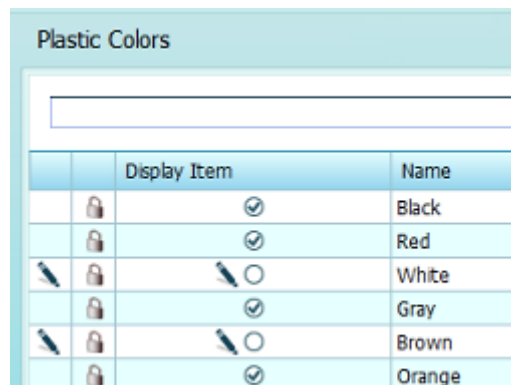 Plastic Colors
Display Item Name
Black
Red
White
Gray
Brown
Orange